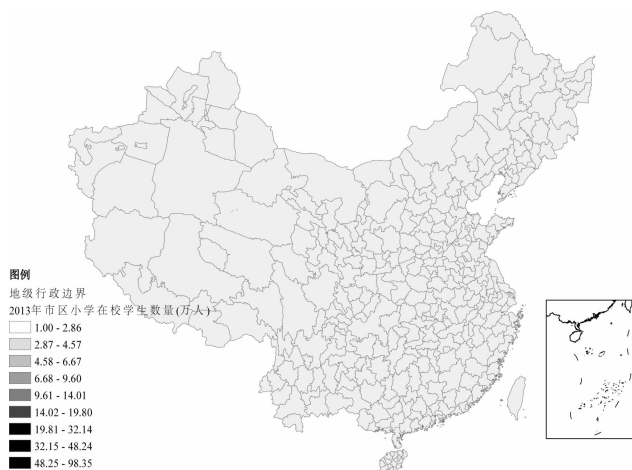 图例
地级行政边界
2013年市区小学在校学生数量(万人)
1.00 - 2.86
2.87 - 4.57
4.58 - 6.67
6.68 - 9.60
9.61 - 14.01
14.02 - 19.80
19.81 - 32.14
32.15 - 48.24
48.25 - 98.35